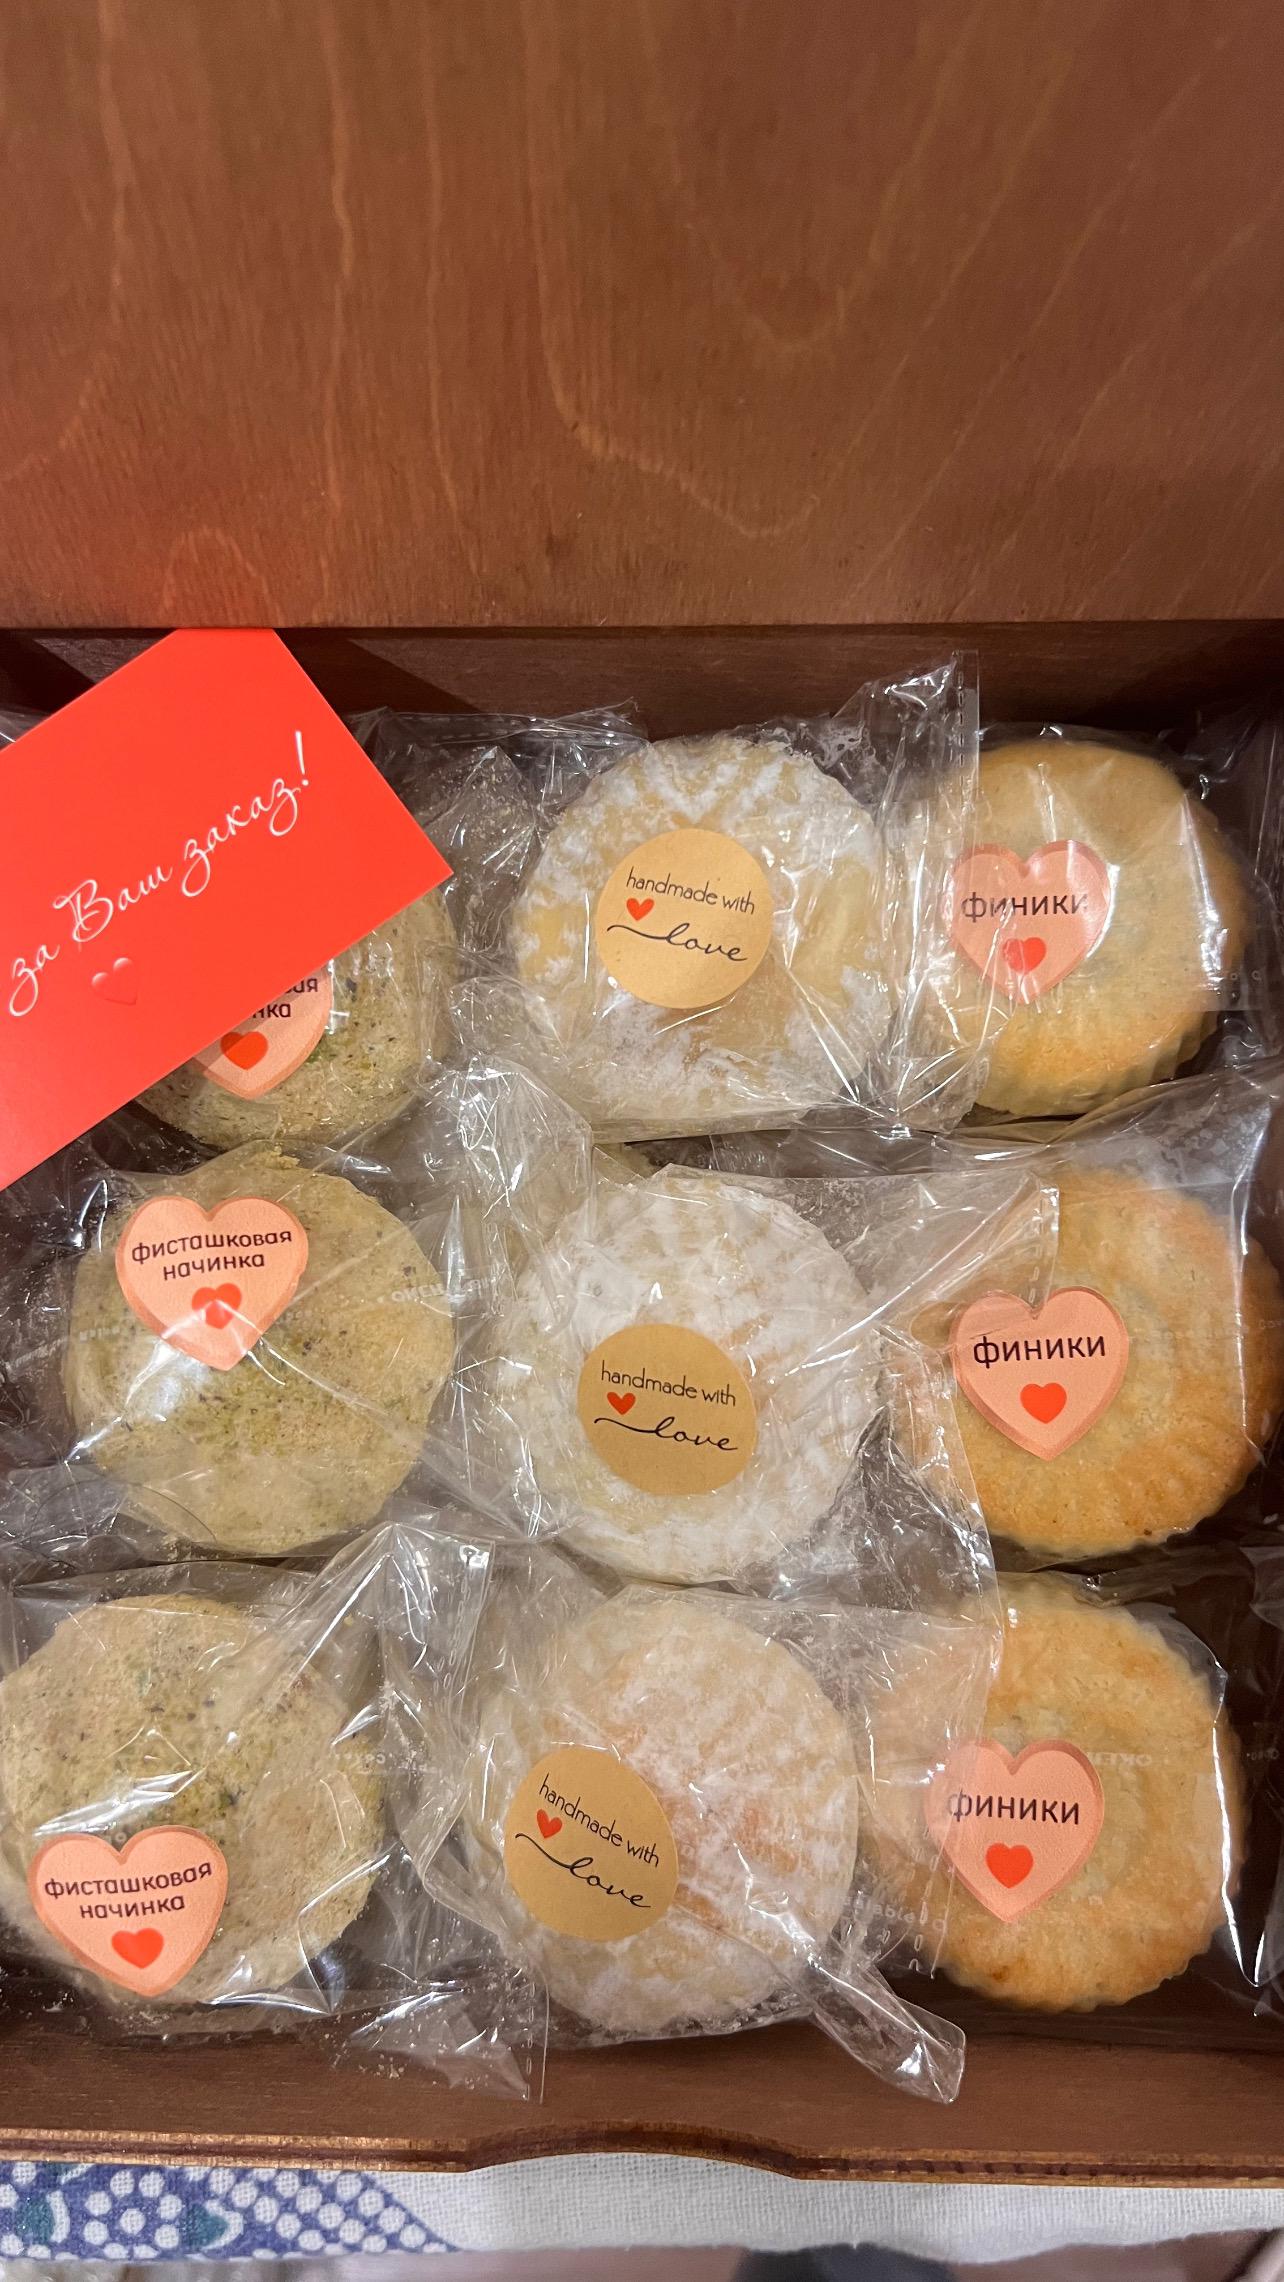 за Ваш заказ!
handmade with
love
финики
фисташковая
начинка
handmade with
love
финики
фисташковая
начинка
handmade with
love
финики